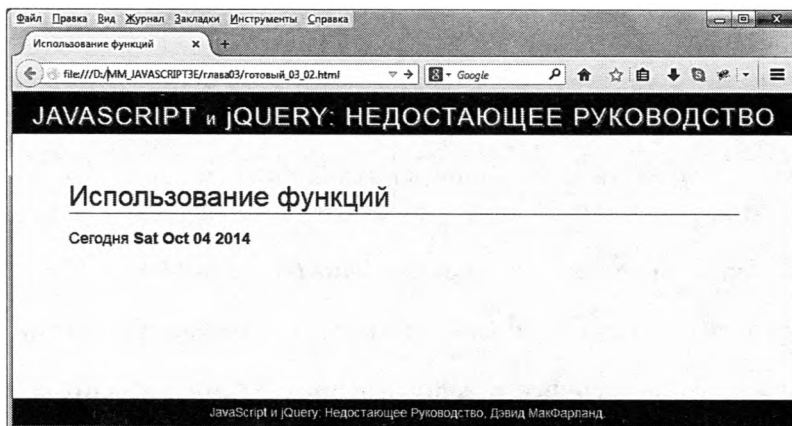 Файл Правка Вид Журнал Закладки Инструменты Справка
Использование функций × +
file:///D:/MM_JAVASCRIPT3E/глава03/готовый_03_02.html Google
JAVASCRIPT и jQUERY: НЕДОСТАЮЩЕЕ РУКОВОДСТВО
Использование функций
Сегодня Sat Oct 04 2014
JavaScript и jQuery: Недостающее Руководство, Дэвид МакФарланд.